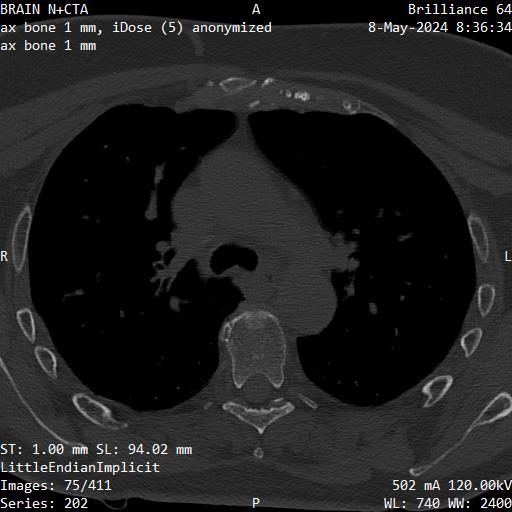 BRAIN N+CTA
A
Brilliance 64
ax bone 1 mm, iDose (5) anonymized
8-May-2024 8:36:34
ax bone 1 mm
R
L
ST: 1.00 mm SL: 94.02 mm
LittleEndianImplicit
Images: 75/411
502 mA 120.00kV
Series: 202
P
WL: 740 WW: 2400